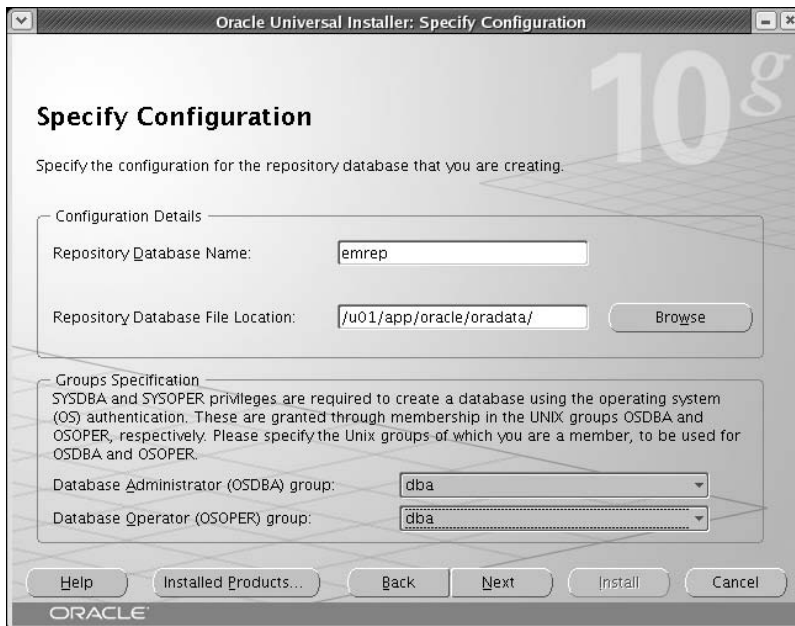 Oracle Universal Installer: Specify Configuration
10g
Specify Configuration
Specify the configuration for the repository database that you are creating.
Configuration Details
Repository Database Name:
emrep
Repository Database File Location:
/u01/app/oracle/oradata/
Browse
Groups Specification
SYSDBA and SYSOPER privileges are required to create a database using the operating system
(OS) authentication. These are granted through membership in the UNIX groups OSDBA and
OSOPER, respectively. Please specify the Unix groups of which you are a member, to be used for
OSDBA and OSOPER.
Database Administrator (OSDBA) group:
dba
Database Operator (OSOPER) group:
dba
Help
Installed Products...
Back
Next
Install
Cancel
ORACLE